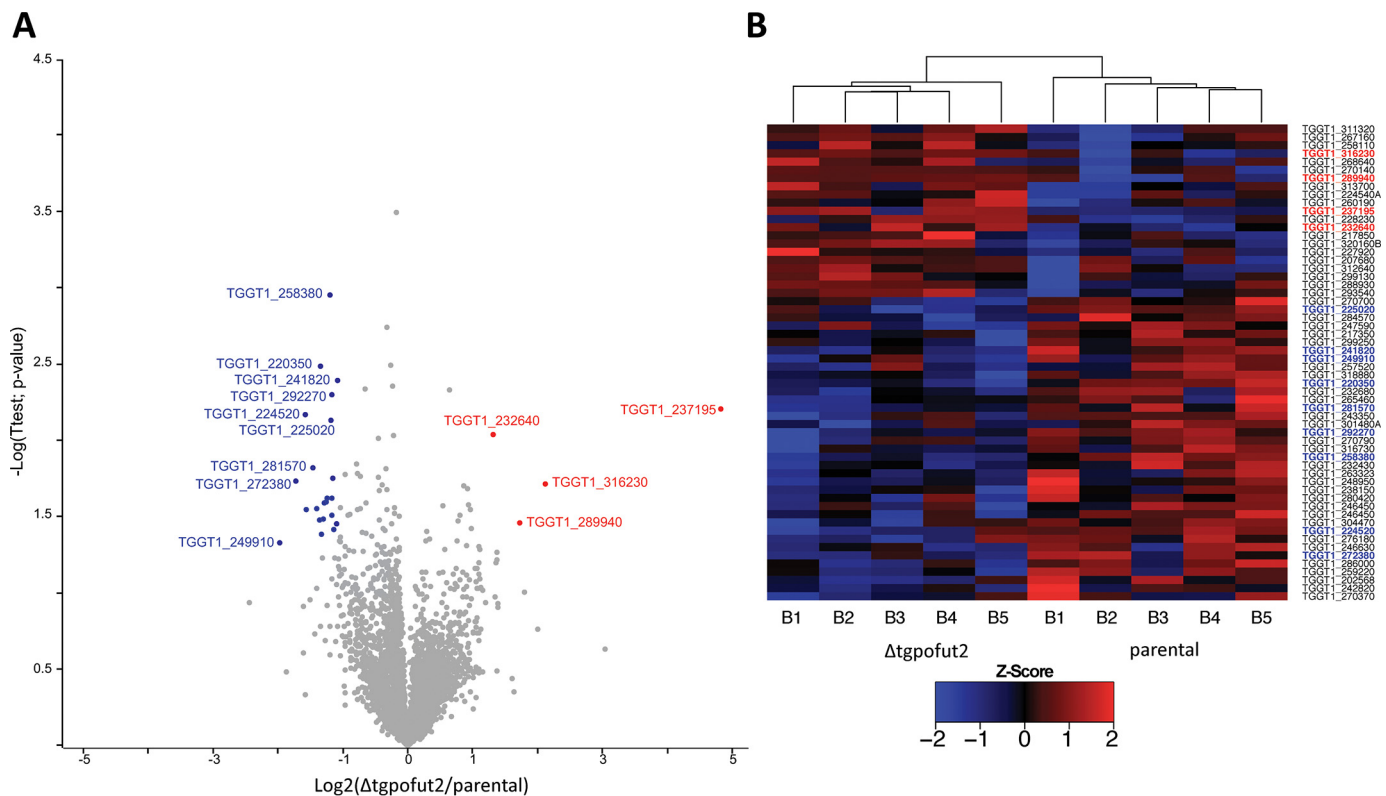 A
B
4.5
3.5
2.5
1.5
0.5
-Log(Ttest; p-value)
TGGT1_258380
TGGT1_220350
TGGT1_241820
TGGT1_292270
TGGT1_224520
TGGT1_225020
TGGT1_281570
TGGT1_272380
TGGT1_249910
TGGT1_237195
TGGT1_232640
TGGT1_316230
TGGT1_289940
-5
-3
-1
0
1
3
5
Log2(Δtgpofut2/parental)
TGGT1_311320
TGGT1_267160
TGGT1_258110
TGGT1_316230
TGGT1_268640
TGGT1_270140
TGGT1_289940
TGGT1_313700
TGGT1_224540A
TGGT1_260190
TGGT1_237195
TGGT1_228230
TGGT1_232640
TGGT1_217850
TGGT1_320160B
TGGT1_227920
TGGT1_207680
TGGT1_312640
TGGT1_299130
TGGT1_288930
TGGT1_293540
TGGT1_270700
TGGT1_225020
TGGT1_284570
TGGT1_247590
TGGT1_217350
TGGT1_299250
TGGT1_241820
TGGT1_249910
TGGT1_257520
TGGT1_318880
TGGT1_220350
TGGT1_232680
TGGT1_265460
TGGT1_281570
TGGT1_243350
TGGT1_301480A
TGGT1_292270
TGGT1_270790
TGGT1_316730
TGGT1_258380
TGGT1_232430
TGGT1_263323
TGGT1_248950
TGGT1_238150
TGGT1_280420
TGGT1_246450
TGGT1_246450
TGGT1_304470
TGGT1_224520
TGGT1_276180
TGGT1_246630
TGGT1_272380
TGGT1_286000
TGGT1_259220
TGGT1_202568
TGGT1_242820
TGGT1_270370
B1 B2 B3 B4 B5 B1 B2 B3 B4 B5
Δtgpofut2 parental
Z-Score
−2 −1 0 1 2